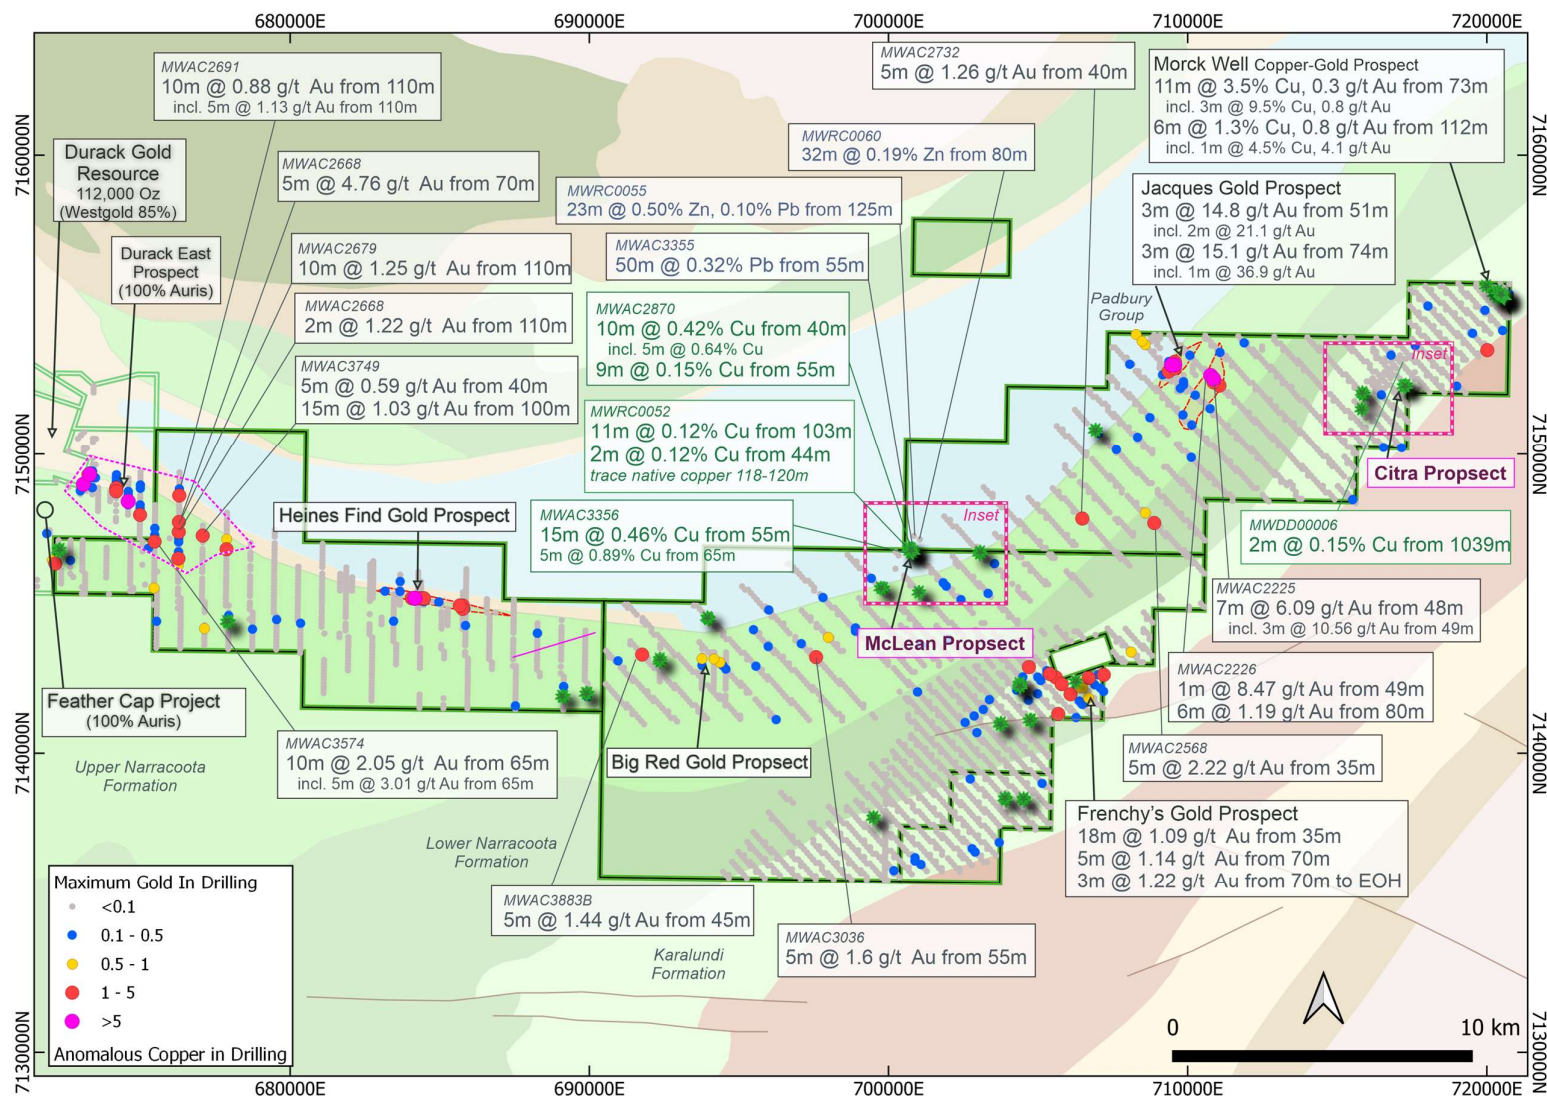 680000E
690000E
700000E
710000E
720000E
7160000N
7150000N
7140000N
7130000N
7160000N
7150000N
7140000N
7130000N
MWAC2691
10m @ 0.88 g/t Au from 110m
incl. 5m @ 1.13 g/t Au from 110m
MWAC2732
5m @ 1.26 g/t Au from 40m
Morck Well Copper-Gold Prospect
11m @ 3.5% Cu, 0.3 g/t Au from 73m
incl. 3m @ 9.5% Cu, 0.8 g/t Au
6m @ 1.3% Cu, 0.8 g/t Au from 112m
incl. 1m @ 4.5% Cu, 4.1 g/t Au
Durack Gold
Resource
112,000 Oz
(Westgold 85%)
MWAC2668
5m @ 4.76 g/t Au from 70m
MWRC0060
32m @ 0.19% Zn from 80m
MWRC0055
23m @ 0.50% Zn, 0.10% Pb from 125m
Jacques Gold Prospect
3m @ 14.8 g/t Au from 51m
incl. 2m @ 21.1 g/t Au
3m @ 15.1 g/t Au from 74m
incl. 1m @ 36.9 g/t Au
Durack East
Prospect
(100% Auris)
MWAC2679
10m @ 1.25 g/t Au from 110m
MWAC3355
50m @ 0.32% Pb from 55m
MWAC2668
2m @ 1.22 g/t Au from 110m
MWAC2870
10m @ 0.42% Cu from 40m
incl. 5m @ 0.64% Cu
9m @ 0.15% Cu from 55m
Padbury
Group
MWAC3749
5m @ 0.59 g/t Au from 40m
15m @ 1.03 g/t Au from 100m
Inset
MWRC0052
11m @ 0.12% Cu from 103m
2m @ 0.12% Cu from 44m
trace native copper 118-120m
Citra Propsect
Heines Find Gold Prospect
MWAC3356
15m @ 0.46% Cu from 55m
5m @ 0.89% Cu from 65m
Inset
MWDD00006
2m @ 0.15% Cu from 1039m
MWAC2225
7m @ 6.09 g/t Au from 48m
incl. 3m @ 10.56 g/t Au from 49m
McLean Propsect
MWAC2226
1m @ 8.47 g/t Au from 49m
6m @ 1.19 g/t Au from 80m
Feather Cap Project
(100% Auris)
MWAC3574
10m @ 2.05 g/t Au from 65m
incl. 5m @ 3.01 g/t Au from 65m
Big Red Gold Propsect
MWAC2568
5m @ 2.22 g/t Au from 35m
Upper Narracoota
Formation
Frenchy's Gold Prospect
18m @ 1.09 g/t Au from 35m
5m @ 1.14 g/t Au from 70m
3m @ 1.22 g/t Au from 70m to EOH
Lower Narracoota
Formation
MWAC3883B
5m @ 1.44 g/t Au from 45m
MWAC3036
5m @ 1.6 g/t Au from 55m
Karalundi
Formation
Maximum Gold In Drilling
<0.1
0.1 - 0.5
0.5 - 1
1 - 5
>5
Anomalous Copper in Drilling
0
10 km
680000E
690000E
700000E
710000E
720000E